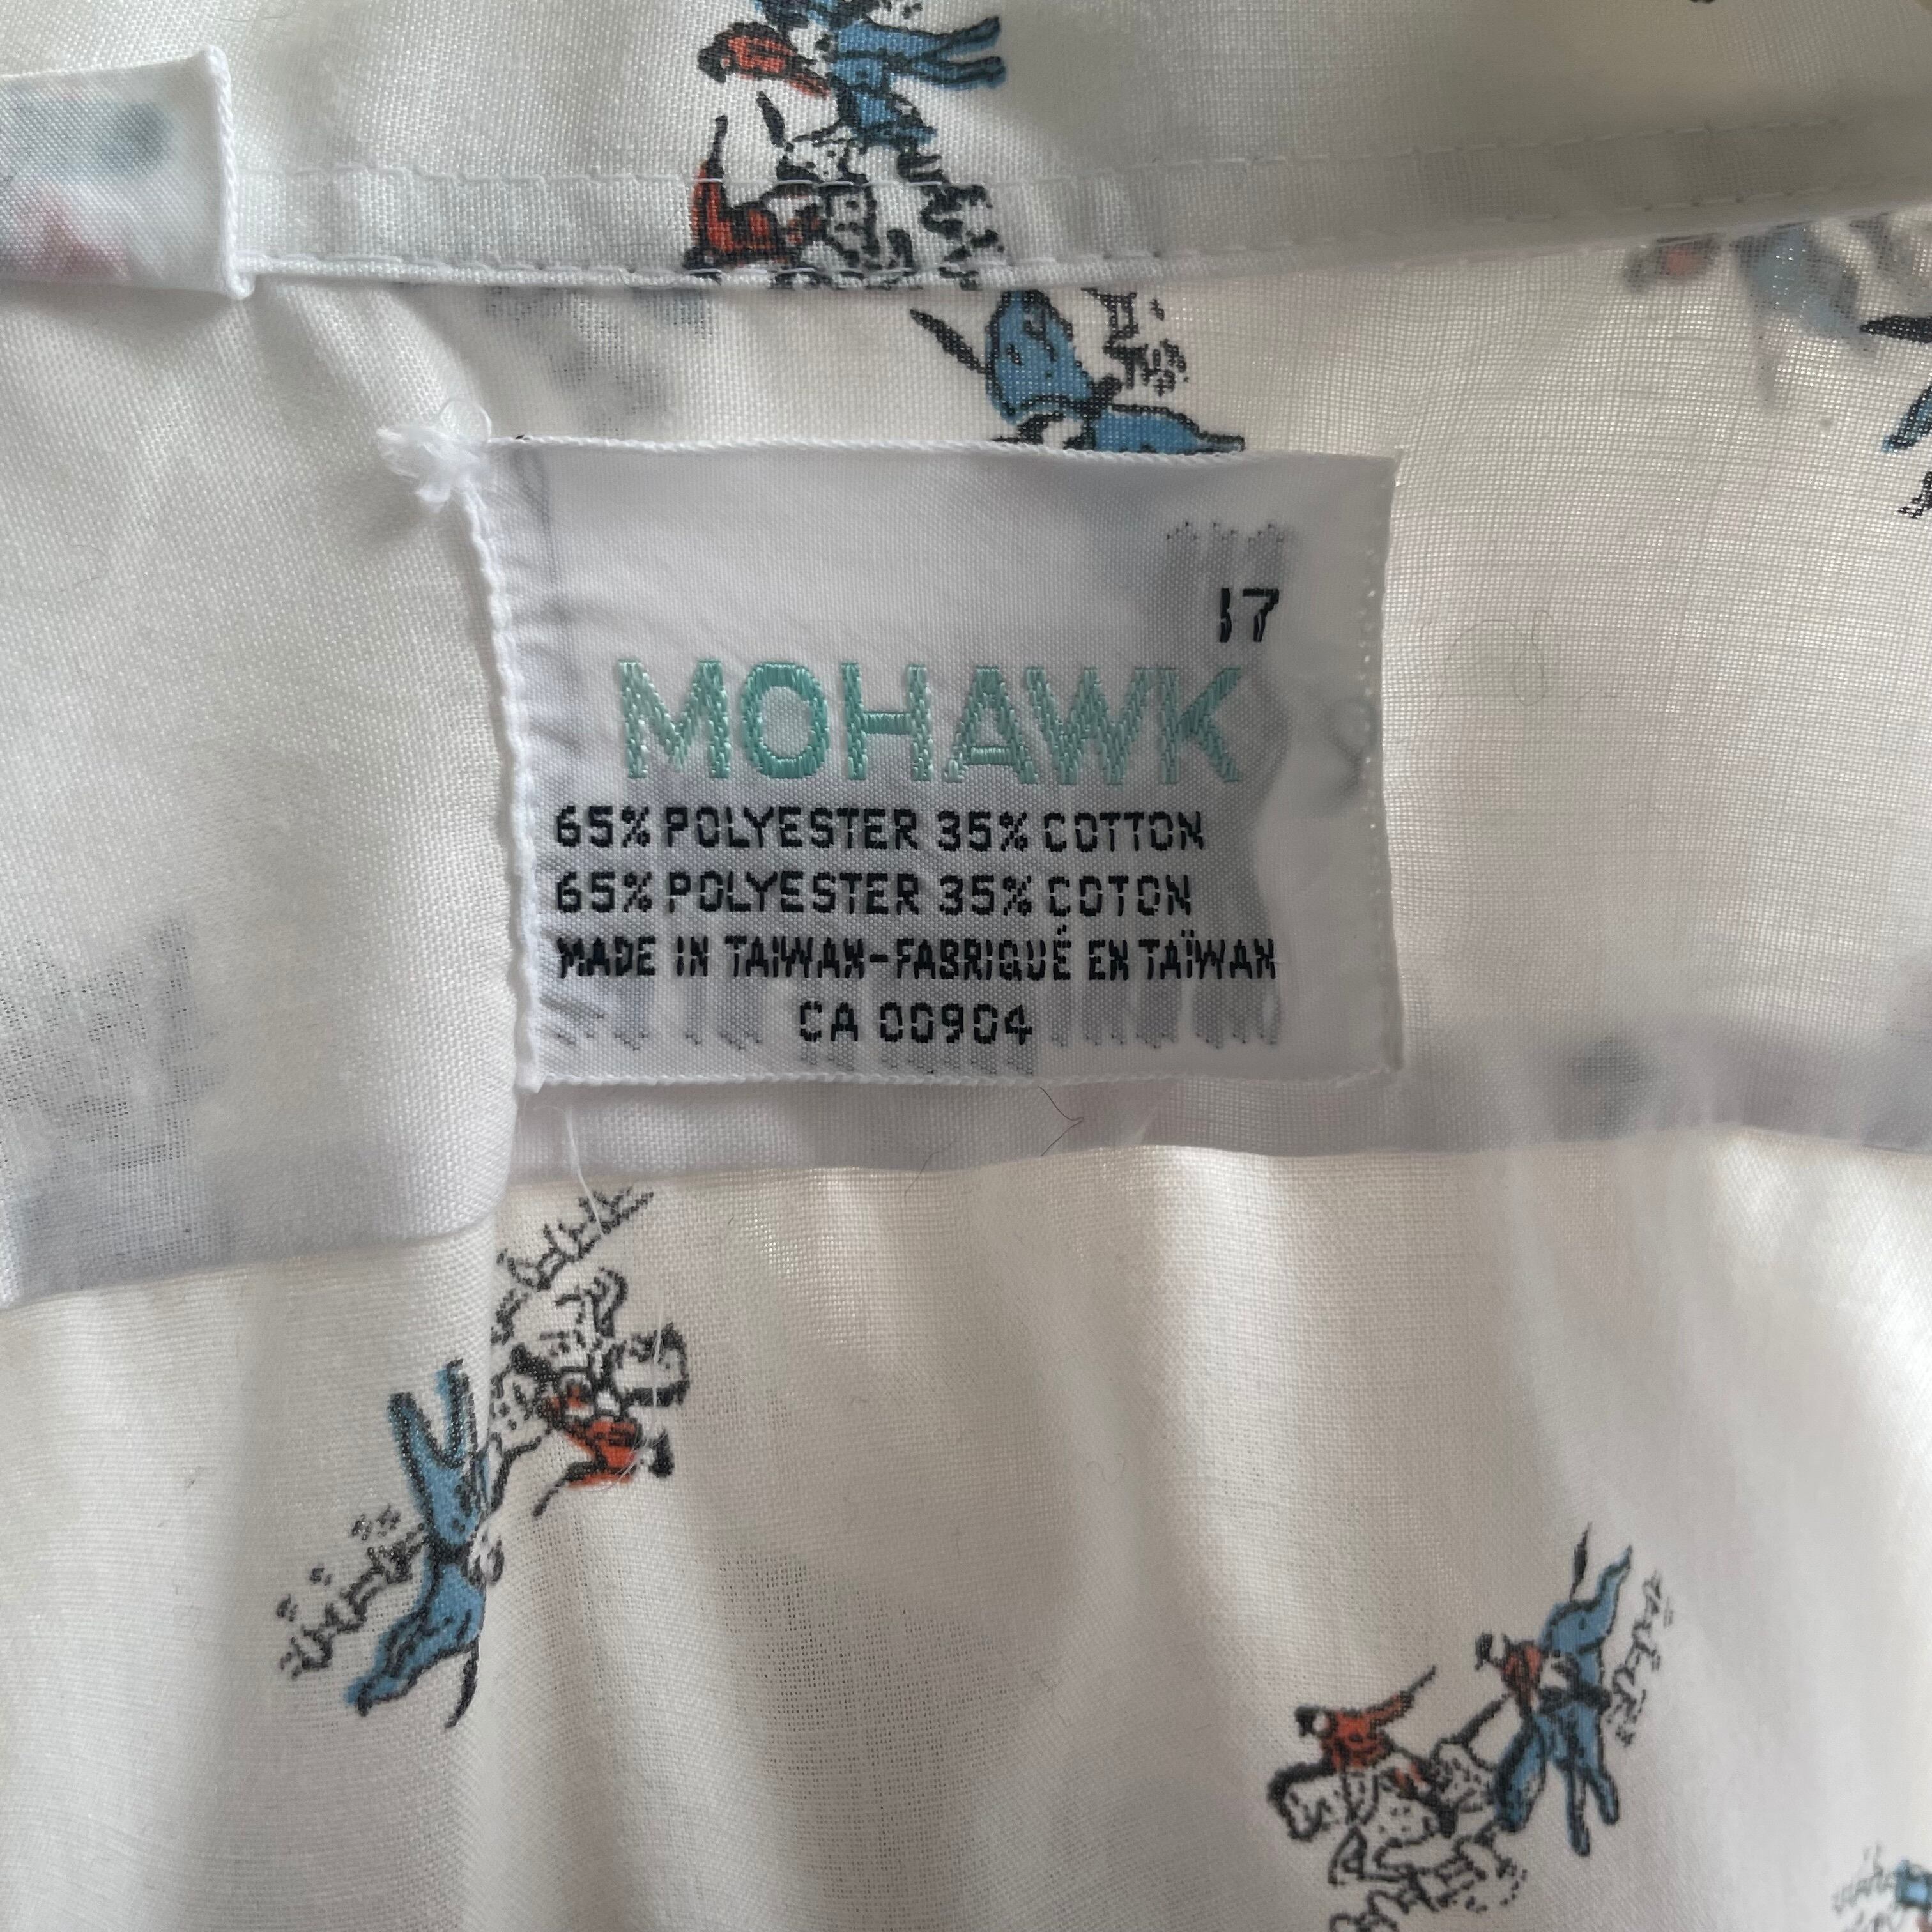 17
MOHAWK
65% POLYESTER 35% COTTON
65% POLYESTER 35% COTON
MADE IN TAIWAN-FABRIQUÉ EN TAÏWAN
CA 00904